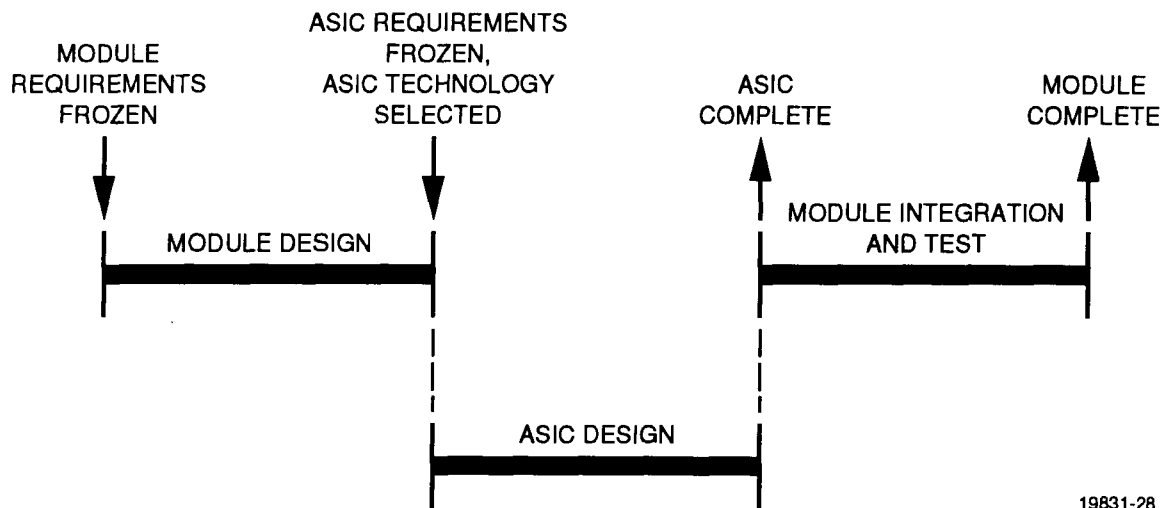 MODULE
REQUIREMENTS
FROZEN
ASIC REQUIREMENTS
FROZEN,
ASIC TECHNOLOGY
SELECTED
ASIC
COMPLETE
MODULE
COMPLETE
MODULE DESIGN
MODULE INTEGRATION
AND TEST
ASIC DESIGN
19831-28